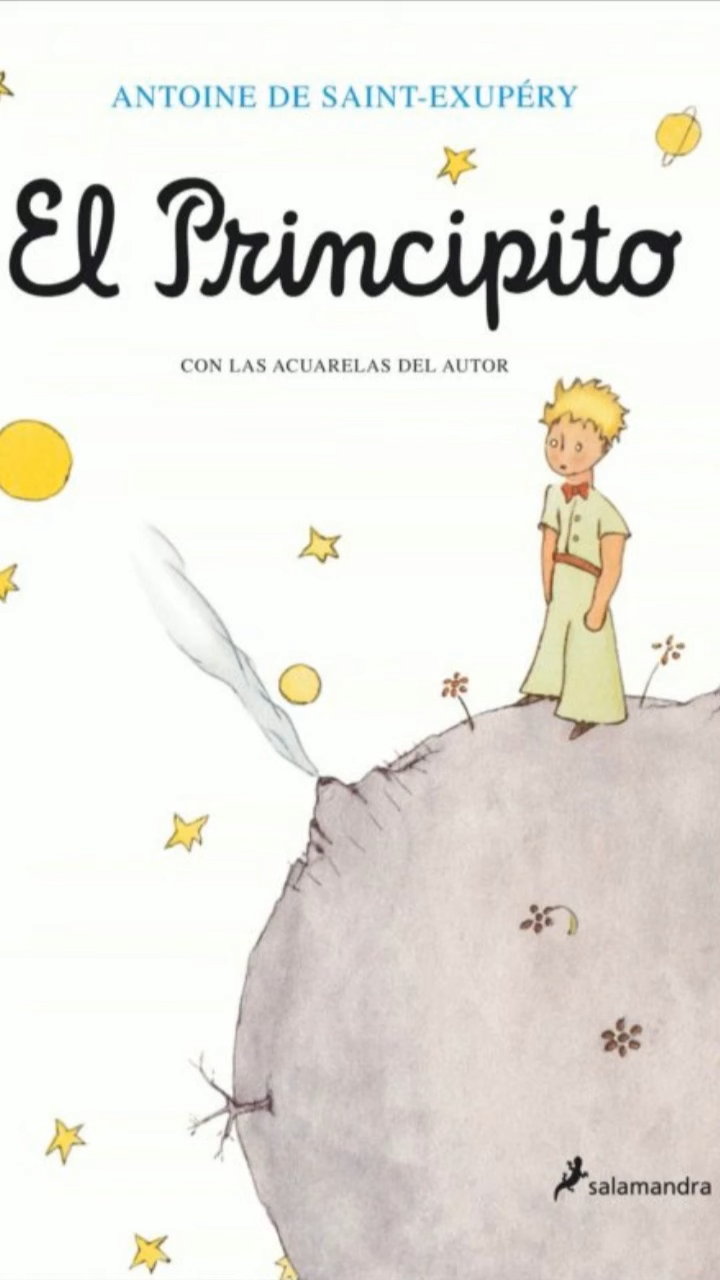 ANTOINE DE SAINT-EXUPÉRY
El Principito
CON LAS ACUARELAS DEL AUTOR
salamandra